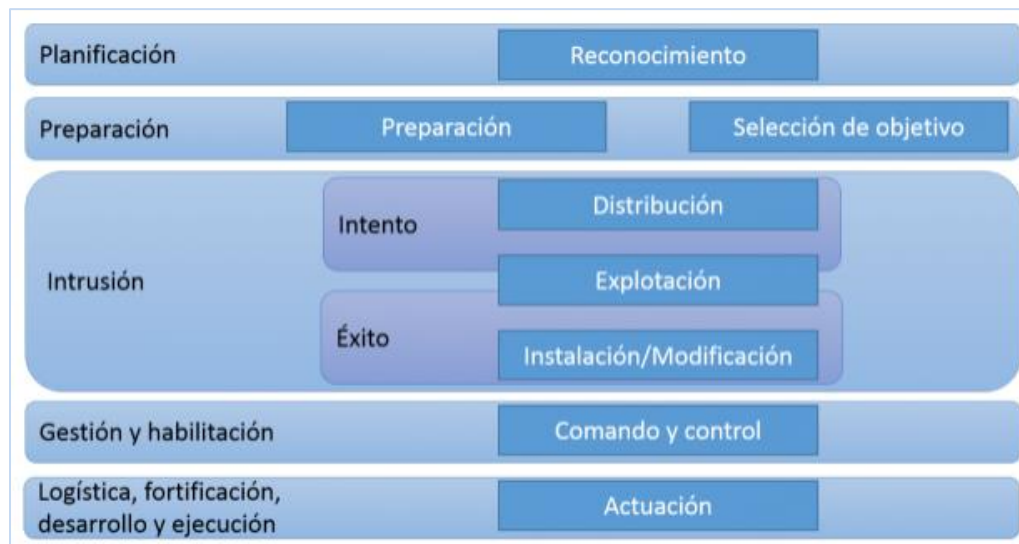 Planificación
Reconocimiento
Preparación
Preparación
Selección de objetivo
Intrusión
Intento
Distribución
Explotación
Éxito
Instalación/Modificación
Gestión y habilitación
Comando y control
Logística, fortificación,
desarrollo y ejecución
Actuación